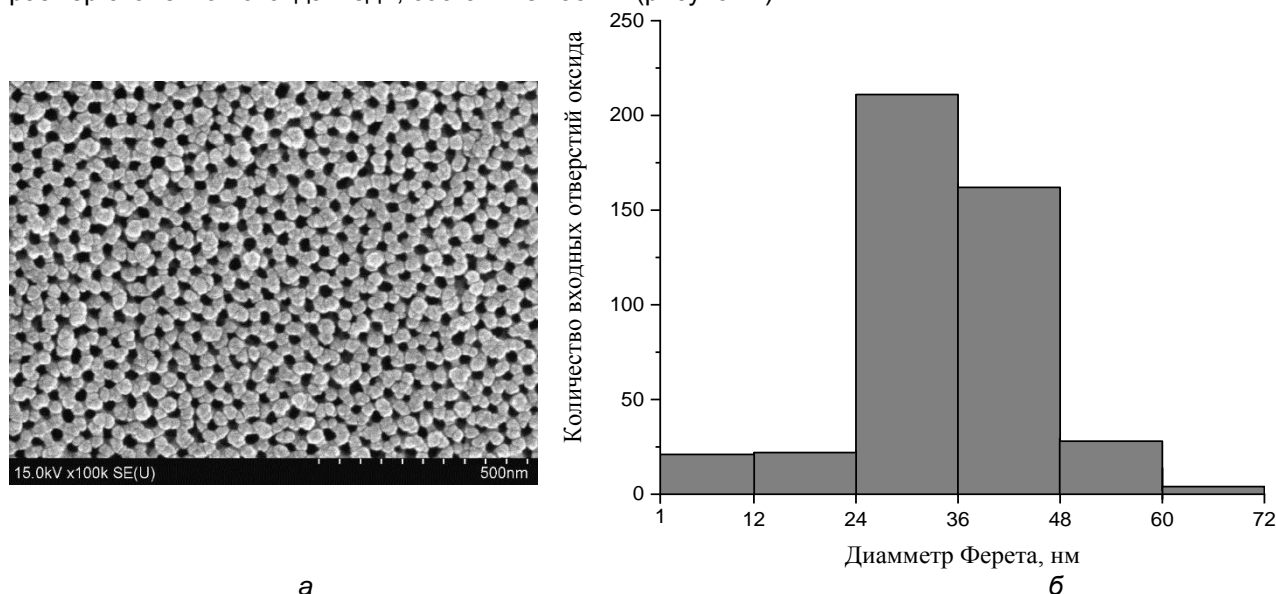 250
200
150
100
50
0
Количество входных отверстий оксида
1 12 24 36 48 60 72
Диамметр Ферета, нм
15.0kV x100k SE(U) 500nm
а б